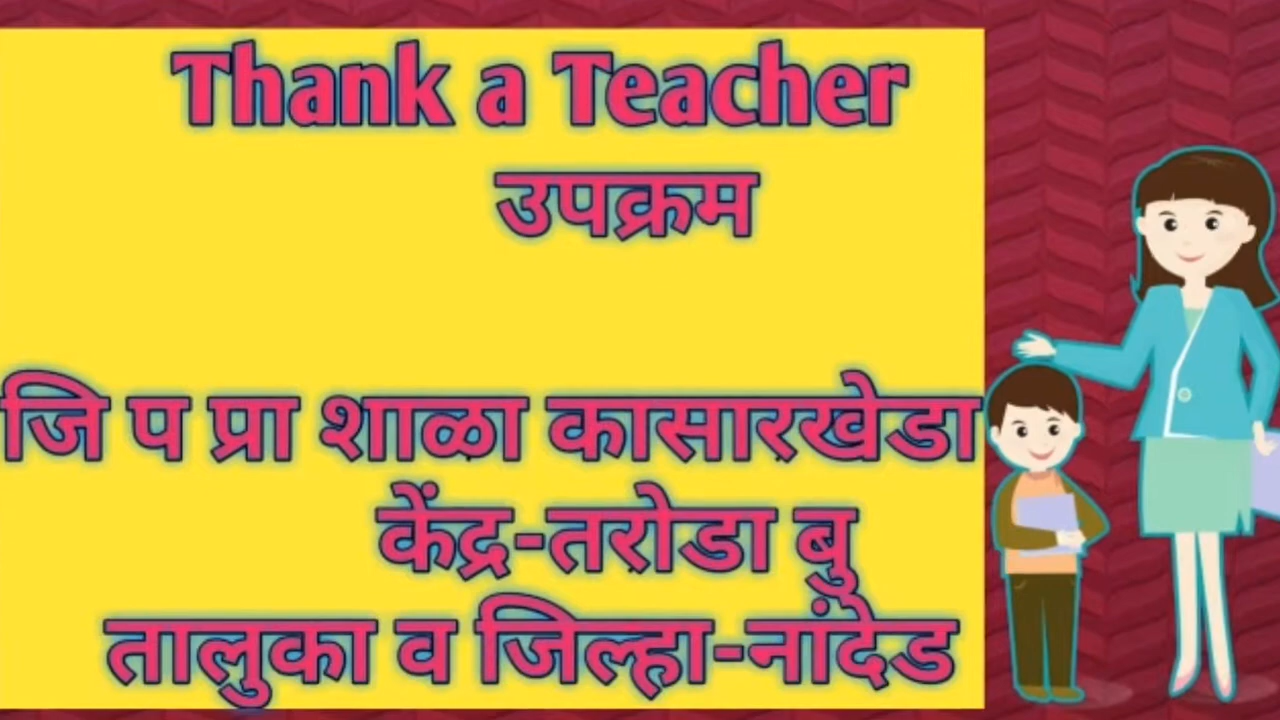 Thank a Teacher
उपक्रम
जि प प्रा शाळा कासारखेडा
केंद्र-तरोडा बु
तालुका व जिल्हा-नांदेड